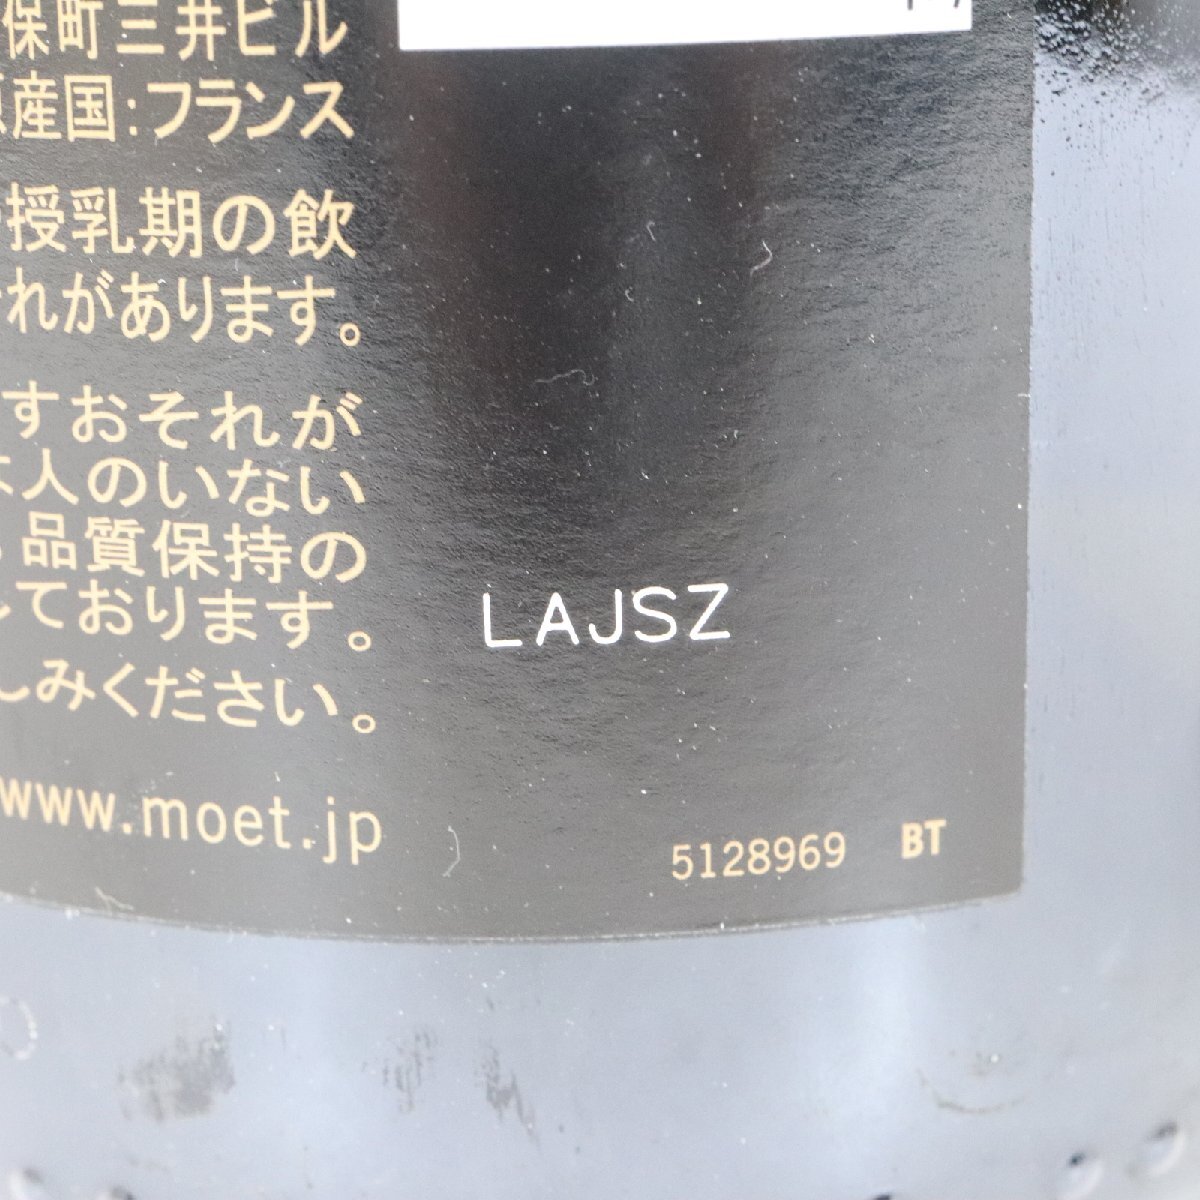 保町三井ビル
産国:フランス
授乳期の飲
れがあります。
すおそれが
人のいない
品質保持の
しております。
しみください。
www.moet.jp
LAJSZ
5128969 BT